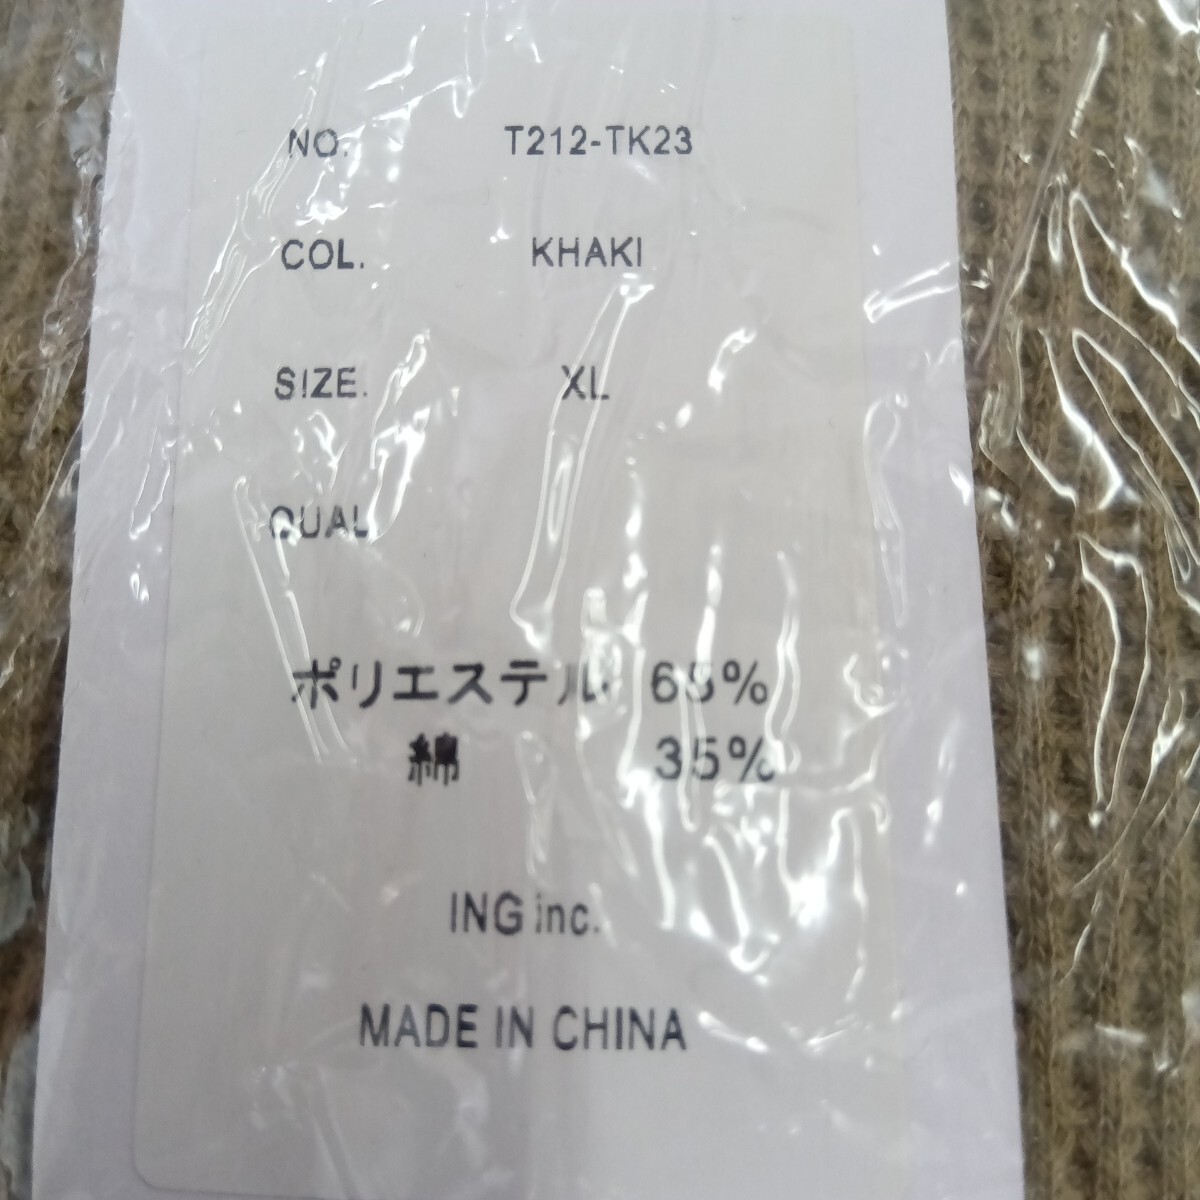 NO. T212-TK23
COL. KHAKI
SIZE. XL
QUAL
ポリエステル 65%
綿 35%
ING inc.
MADE IN CHINA